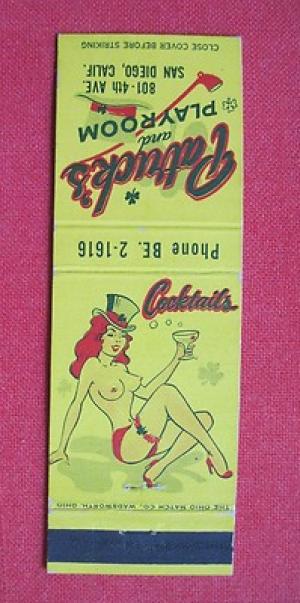 Patrick's
and
PLAYROOM
801-4th AVE.
SAN DIEGO, CALIF.
CLOSE COVER BEFORE STRIKING
Phone BE. 2-1616
Cocktails
THE OHIO MATCH CO., WADSWORTH, OHIO